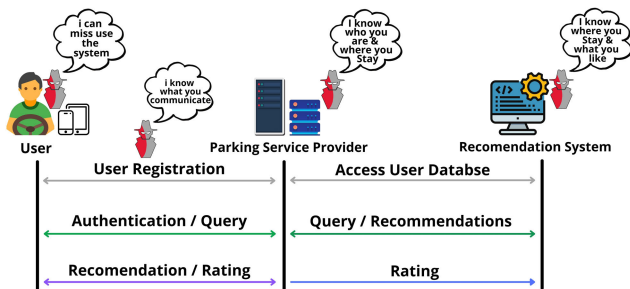 i can
miss use
the
system
i know
what you
communicate
I know
who you
are &
where you
Stay
I know
where you
Stay &
what you
like
</>
User
Parking Service Provider
Recomendation System
User Registration
Access User Databse
Authentication / Query
Query / Recommendations
Recomendation / Rating
Rating